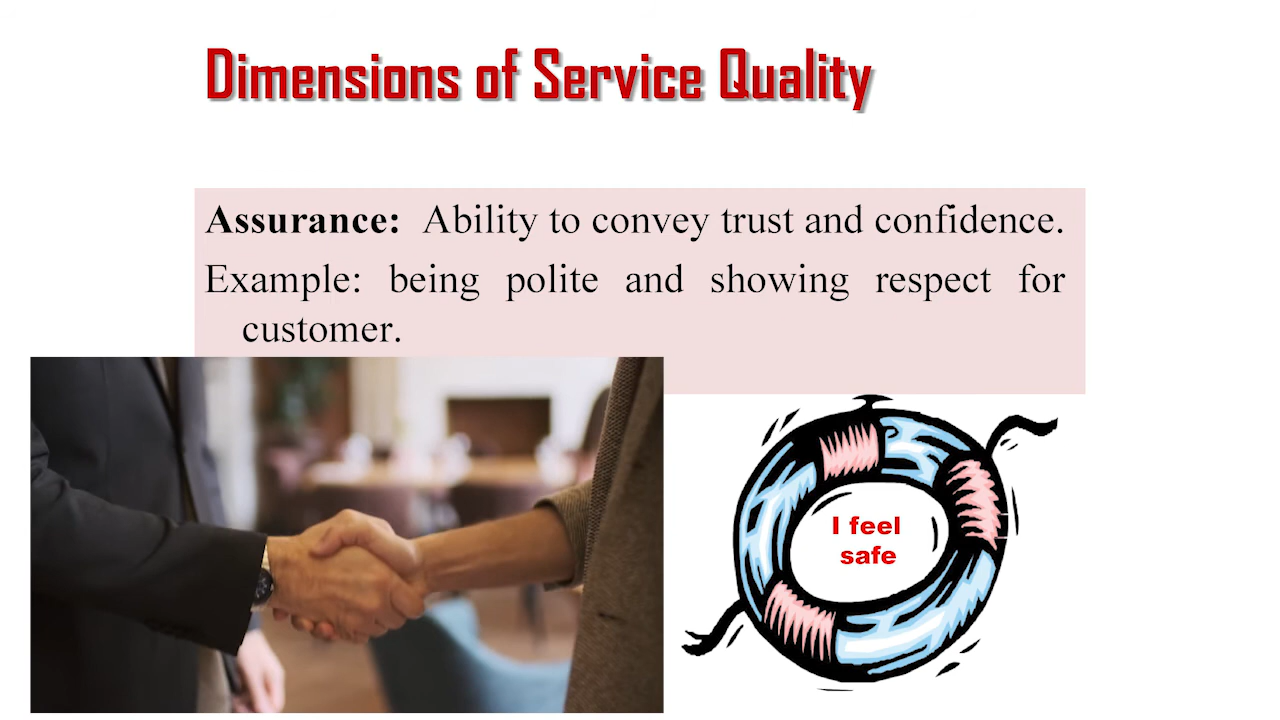 Dimensions of Service Quality
Assurance: Ability to convey trust and confidence.
Example: being polite and showing respect for
customer.
I feel
safe